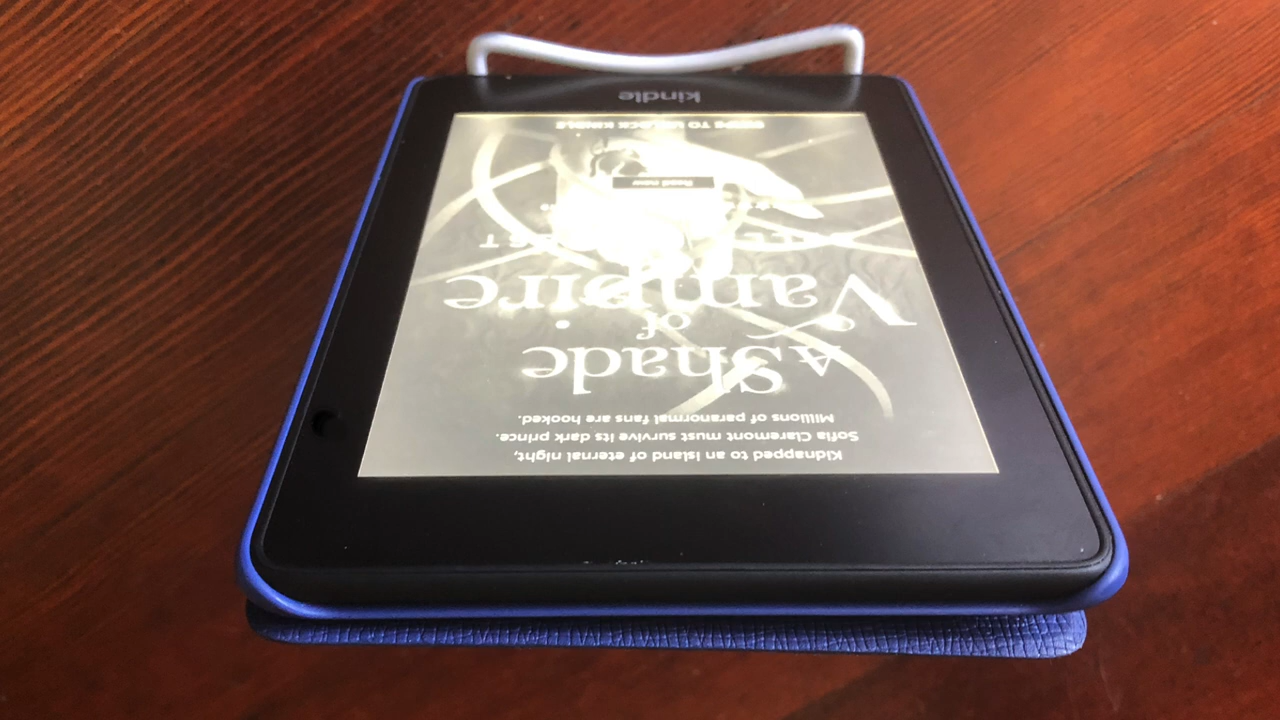 Kidnapped to an island of eternal night,
Sofia Claremont must survive its dark prince.
Millions of paranormal fans are hooked.
A Shade
of
Vampire
Read now
SWIPE TO UNLOCK KINDLE
kindle